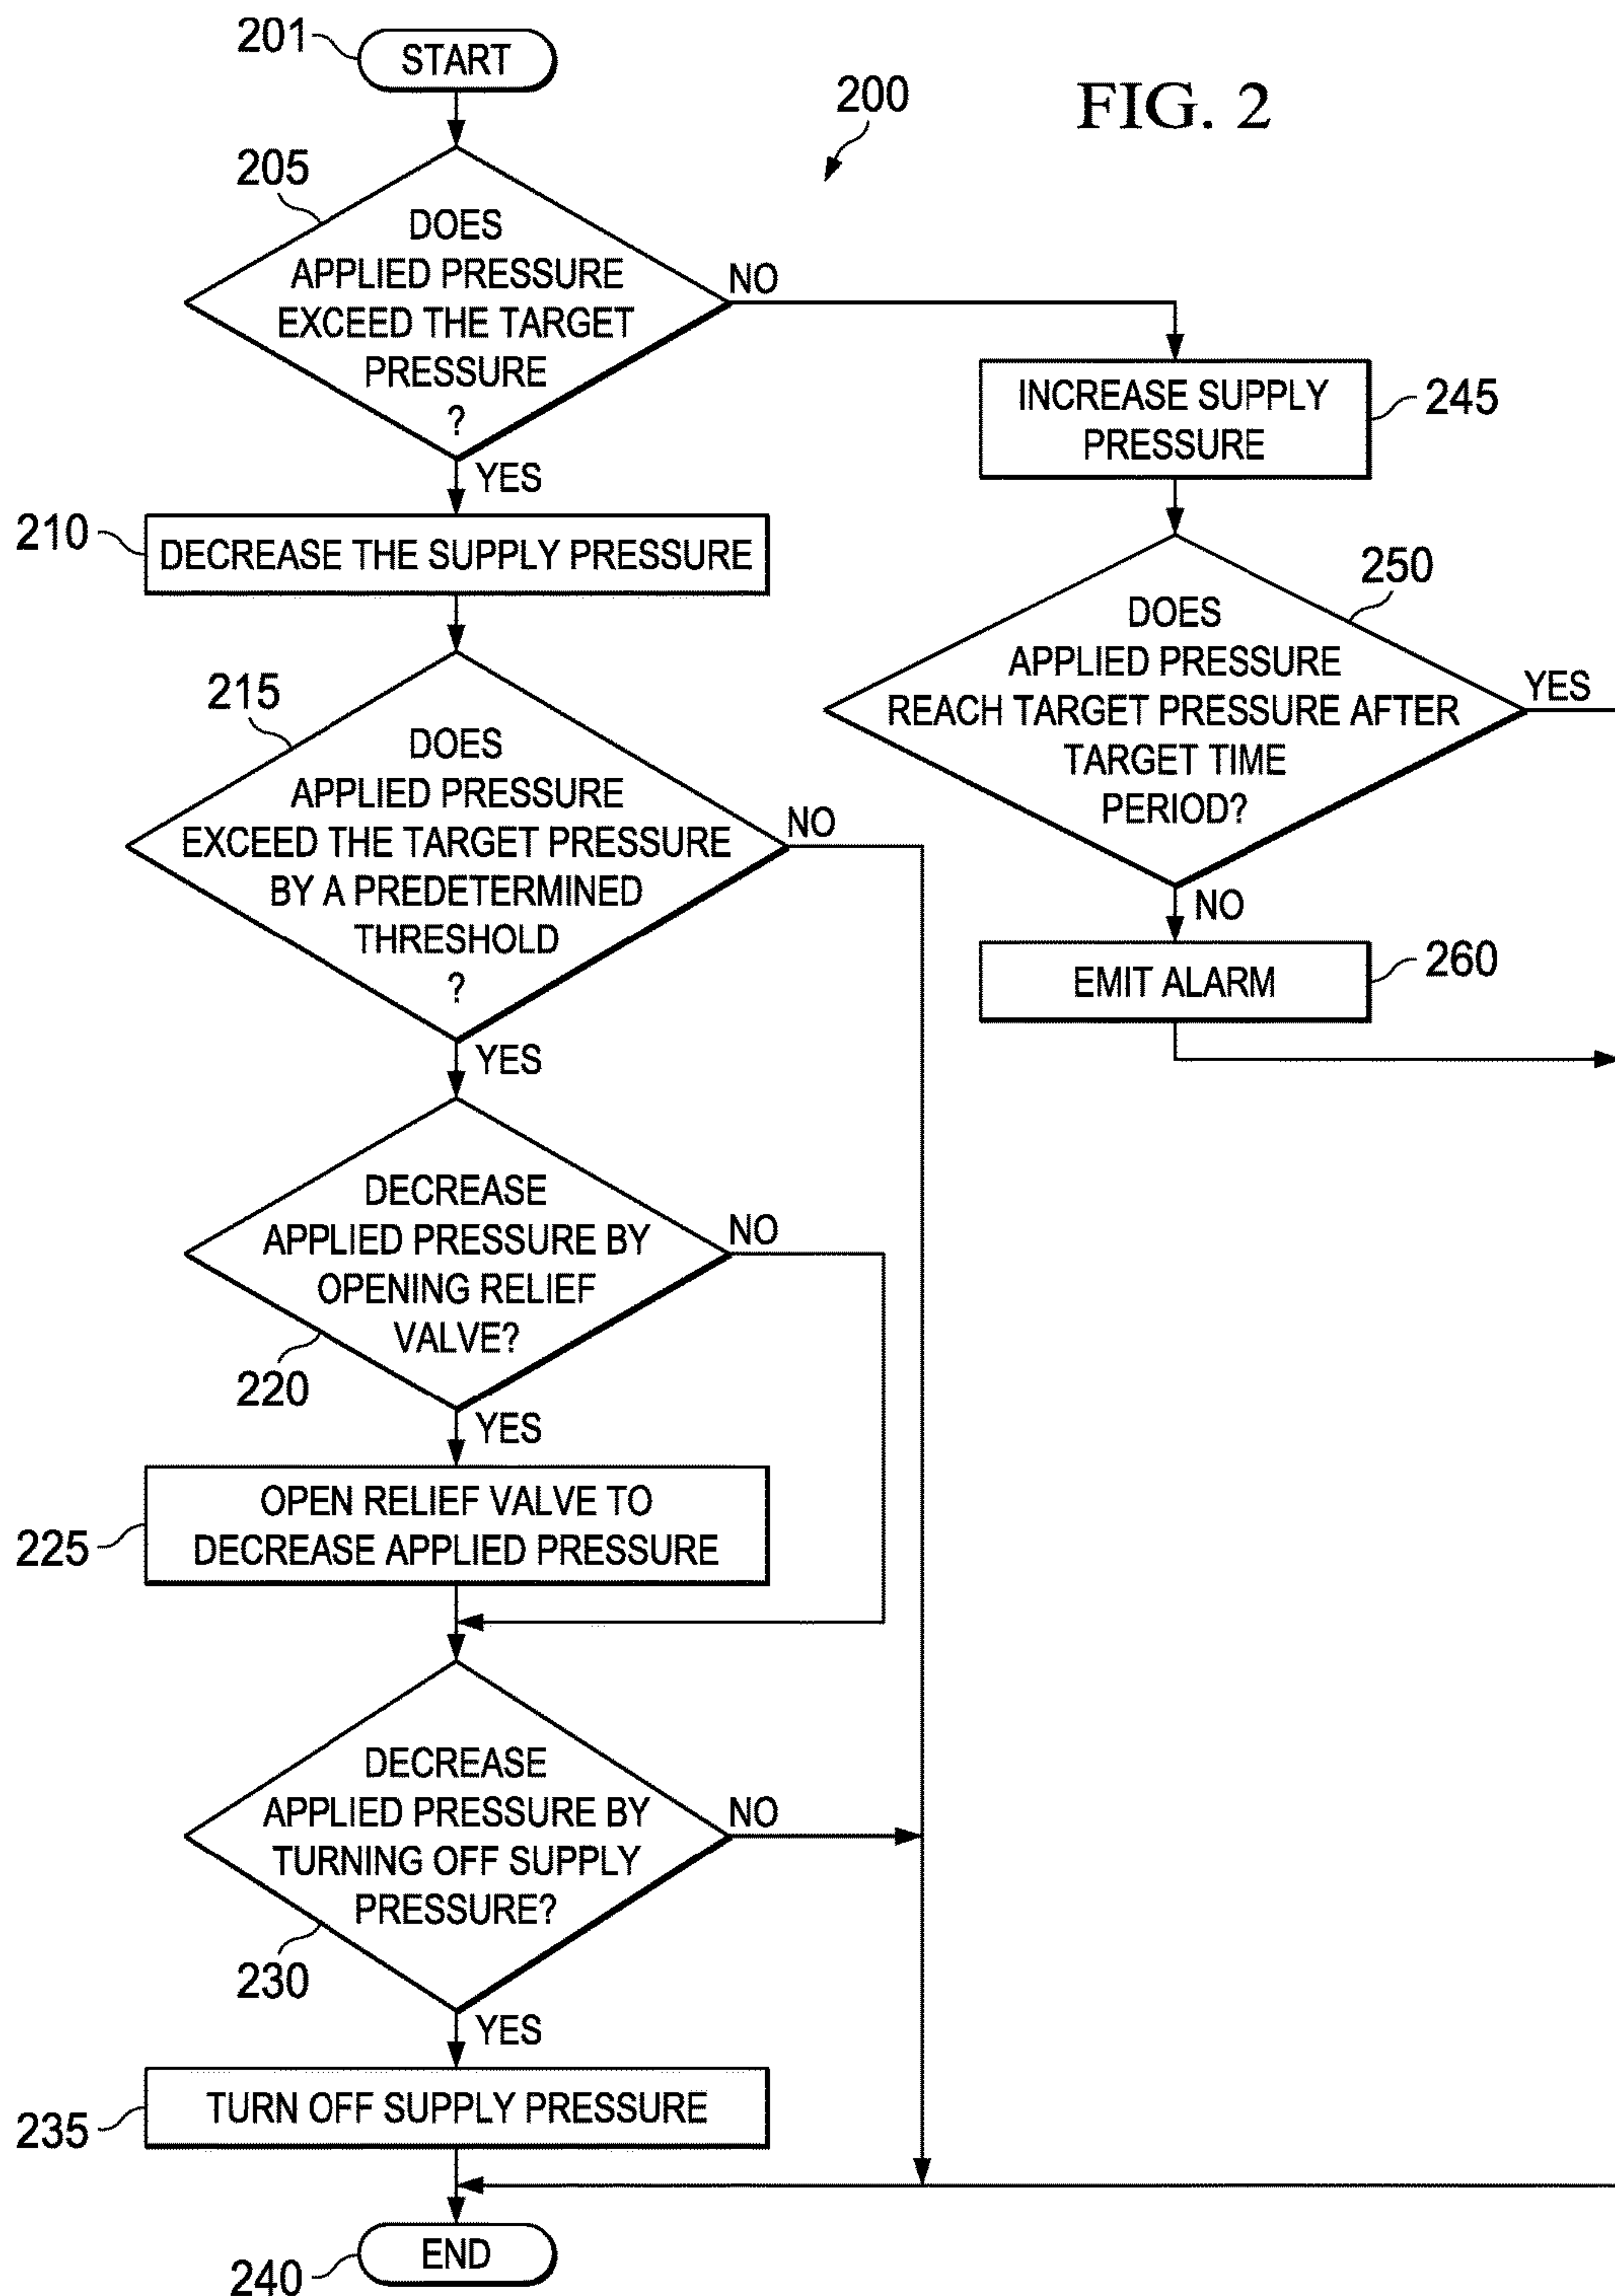 201
START
200
FIG. 2
205
DOES
APPLIED PRESSURE
EXCEED THE TARGET
PRESSURE
?
NO
YES
INCREASE SUPPLY
PRESSURE
245
210
DECREASE THE SUPPLY PRESSURE
250
DOES
APPLIED PRESSURE
REACH TARGET PRESSURE AFTER
TARGET TIME
PERIOD?
YES
NO
215
DOES
APPLIED PRESSURE
EXCEED THE TARGET PRESSURE
BY A PREDETERMINED
THRESHOLD
?
NO
YES
EMIT ALARM
260
DECREASE
APPLIED PRESSURE BY
OPENING RELIEF
VALVE?
NO
220
YES
OPEN RELIEF VALVE TO
DECREASE APPLIED PRESSURE
225
DECREASE
APPLIED PRESSURE BY
TURNING OFF SUPPLY
PRESSURE?
NO
230
YES
TURN OFF SUPPLY PRESSURE
235
END
240